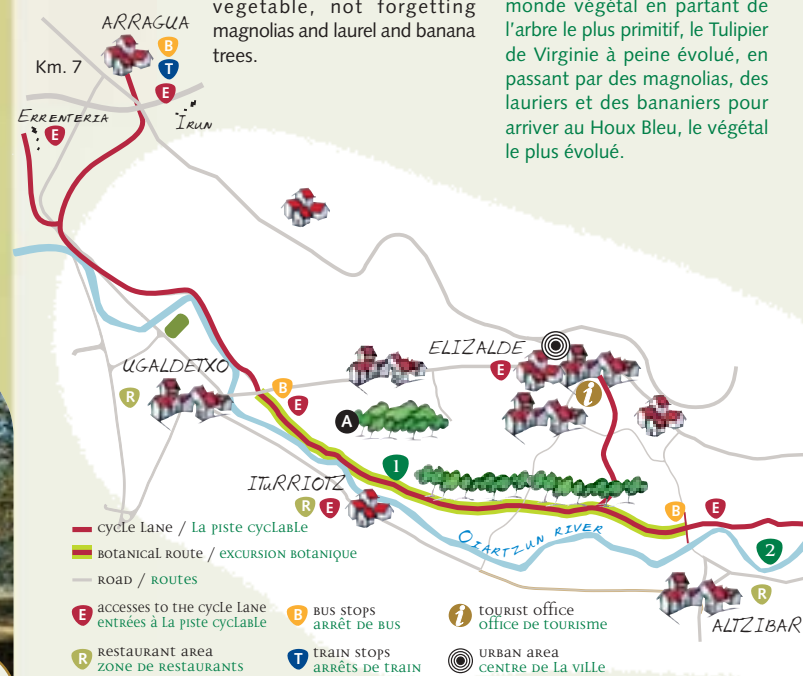 vegetable, not forgetting
magnolias and laurel and banana
trees.
monde végétal en partant de
l'arbre le plus primitif, le Tulipier
de Virginie à peine évolué, en
passant par des magnolias, des
lauriers et des bananiers pour
arriver au Houx Bleu, le végétal
le plus évolué.
ARRAGUA
B
T
E
Km. 7
ERRENTERIA
E
IRUN
ELIZALDE
E
i
UGALDETXO
R
B
E
A
1
ITURRIOTZ
R E
OIARTZUN RIVER
B
E
2
R
ALTZIBAR
cycle lane / La piste cyclable
botanical route / excursion botanique
road / routes
E accesses to the cycle lane
entrées à la piste cyclable
B bus stops
arrêt de bus
i tourist office
office de tourisme
R restaurant area
zone de restaurants
T train stops
arrêts de train
urban area
centre de la ville